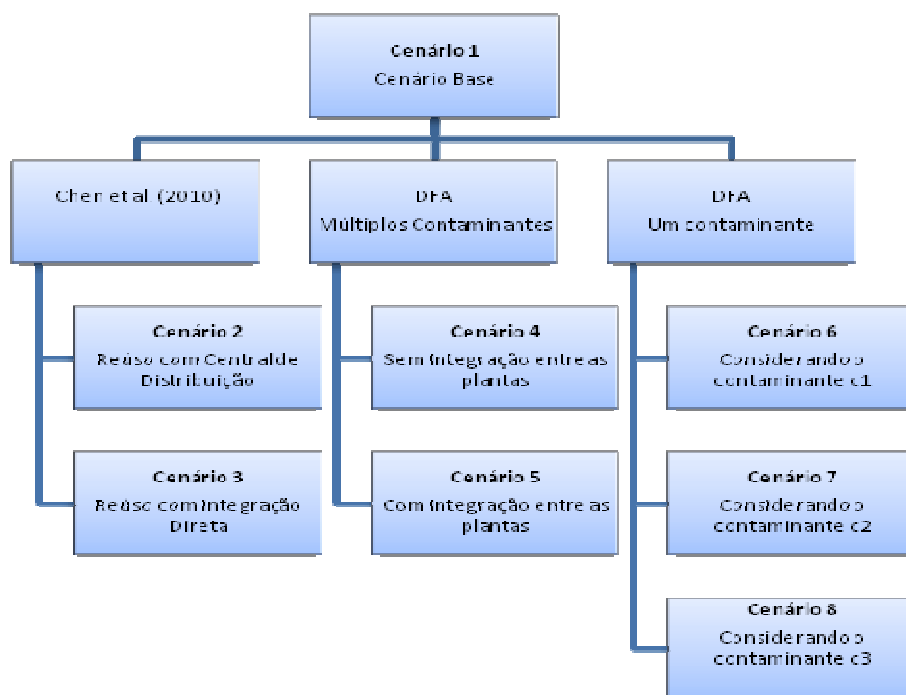 Cenário 1
Cenário Base
Chen et al. (2010)
DFA
Múltiplos Contaminantes
DFA
Um contaminante
Cenário 2
Reúso com Central de
Distribuição
Cenário 4
Sem integração entre as
plantas
Cenário 6
Considerando o
contaminante c1
Cenário 3
Reúso com Integração
Direta
Cenário 5
Com integração entre as
plantas
Cenário 7
Considerando o
contaminante c2
Cenário 8
Considerando o
contaminante c3